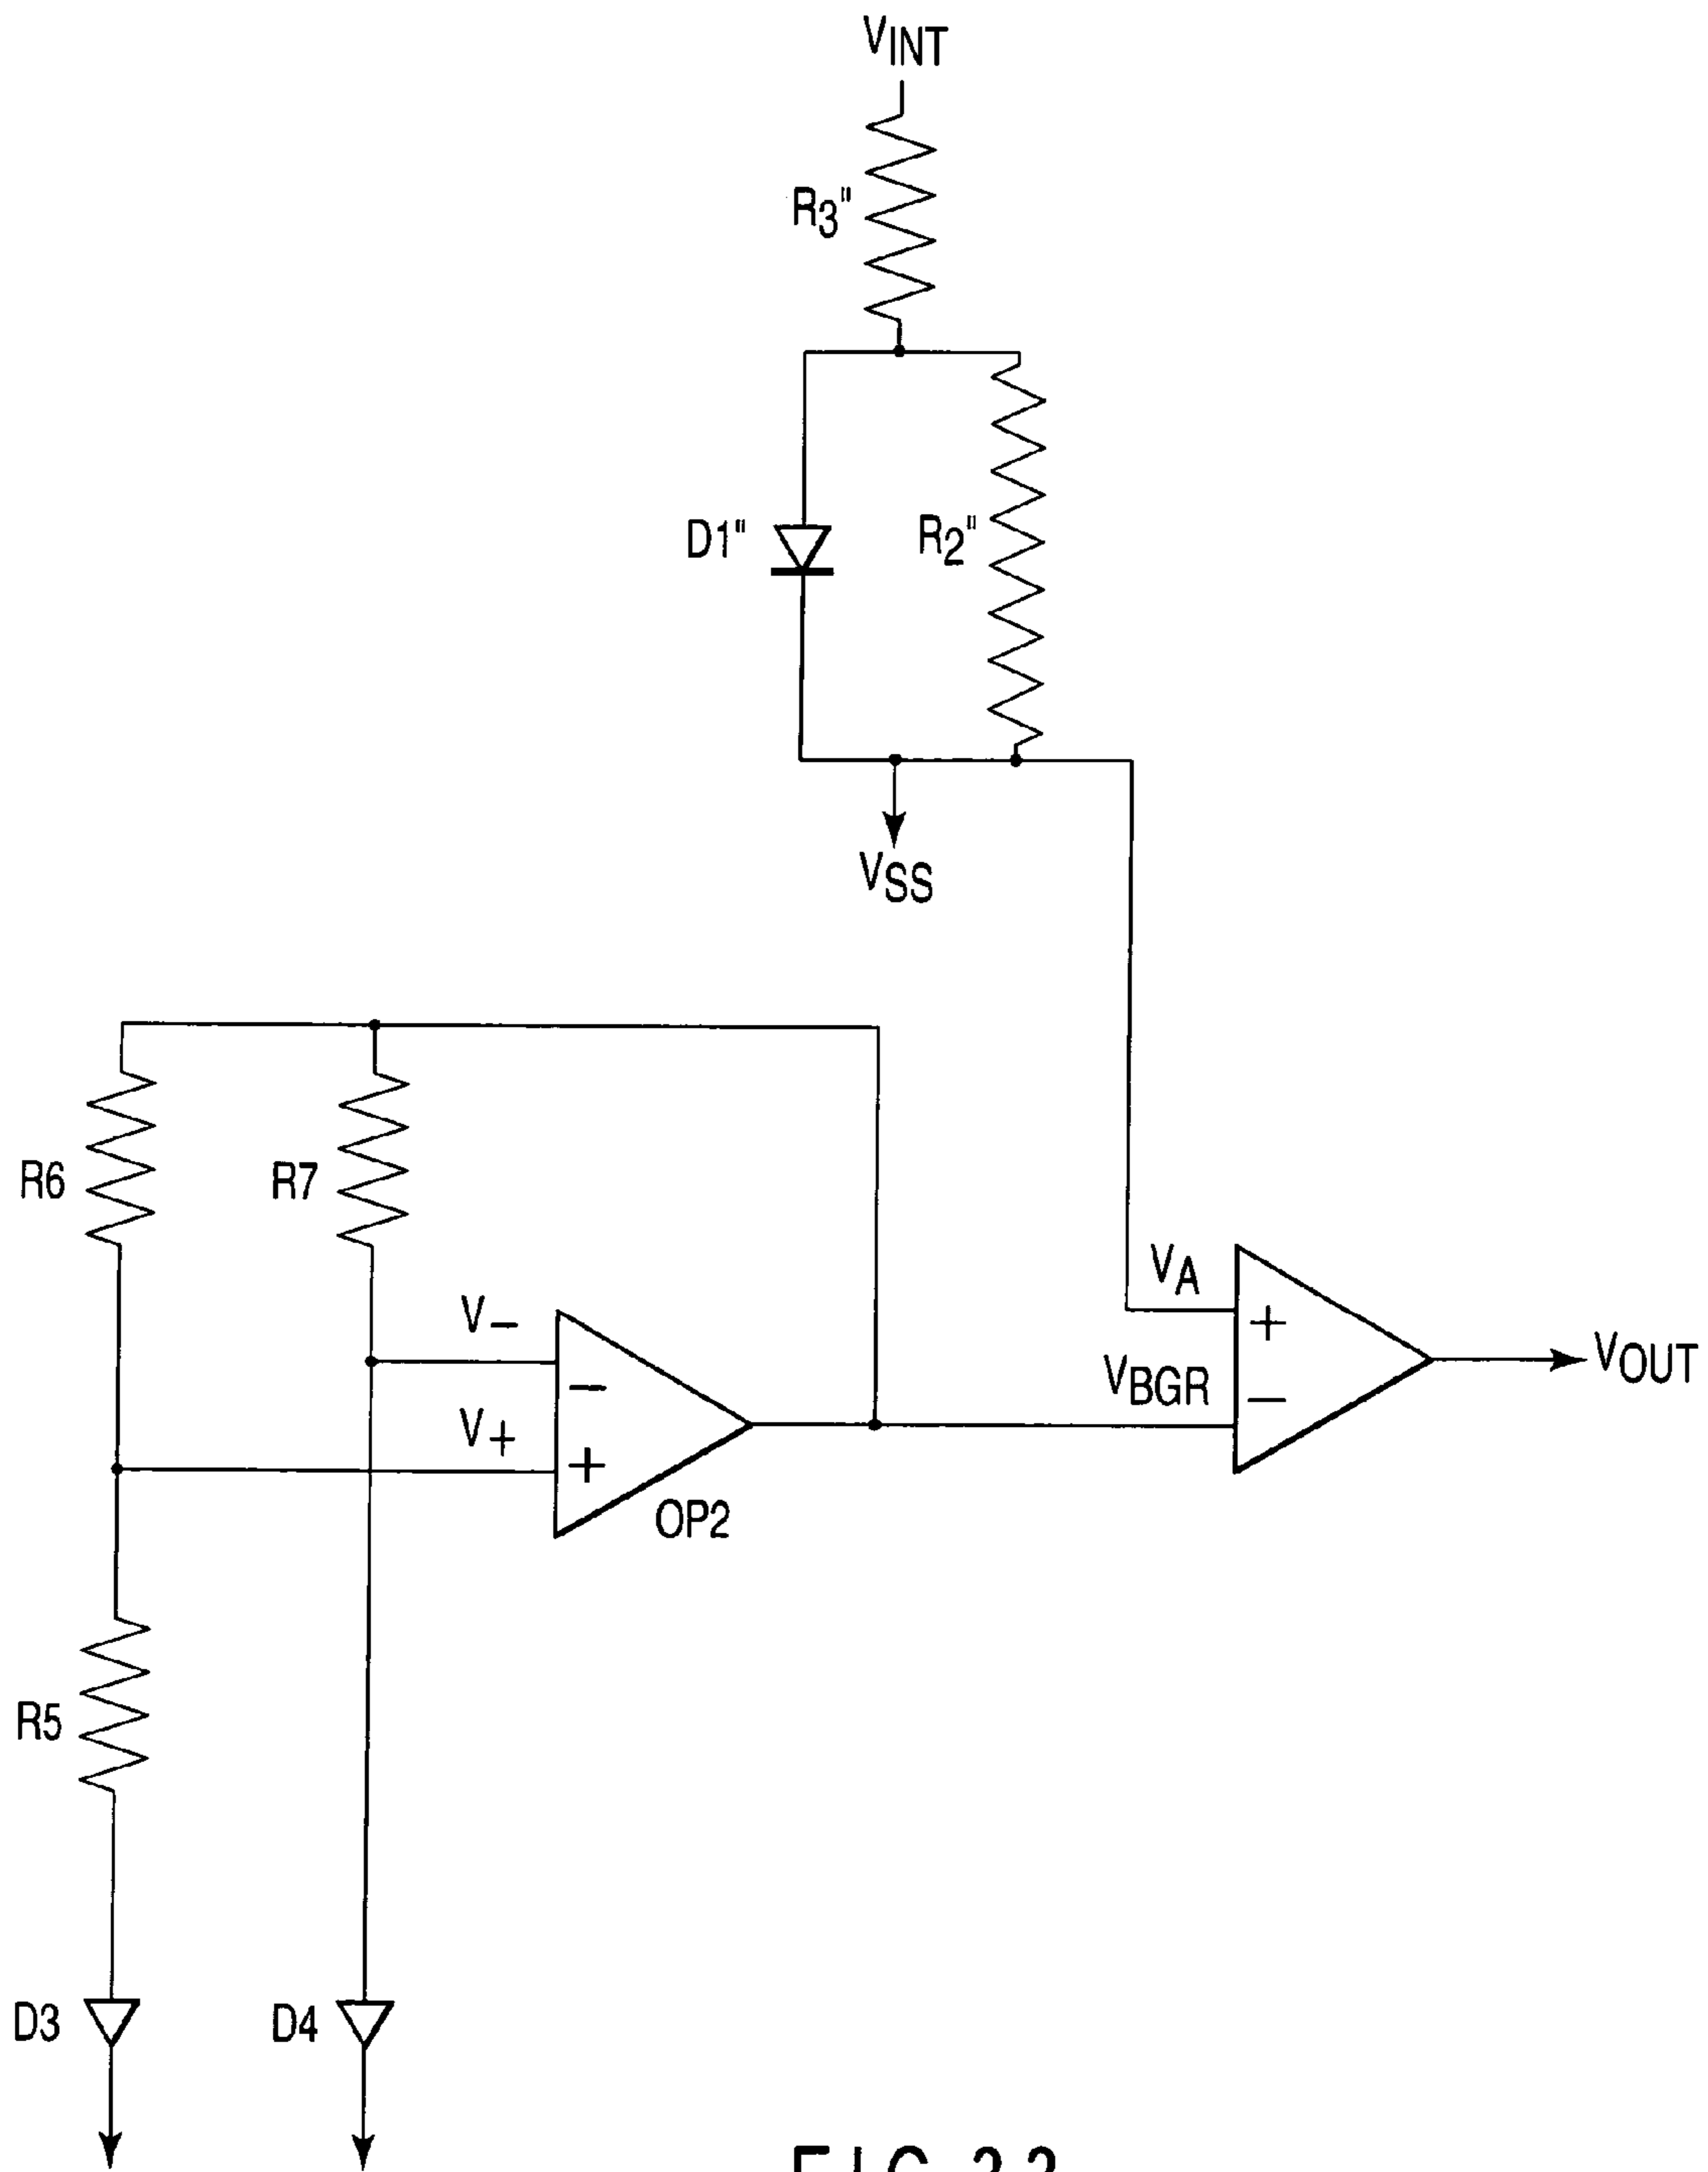 VINT
R3"
D1"
R2"
VSS
R6
R7
V−
V+
−
+
OP2
VA
VBGR
+
−
VOUT
R5
D3
D4